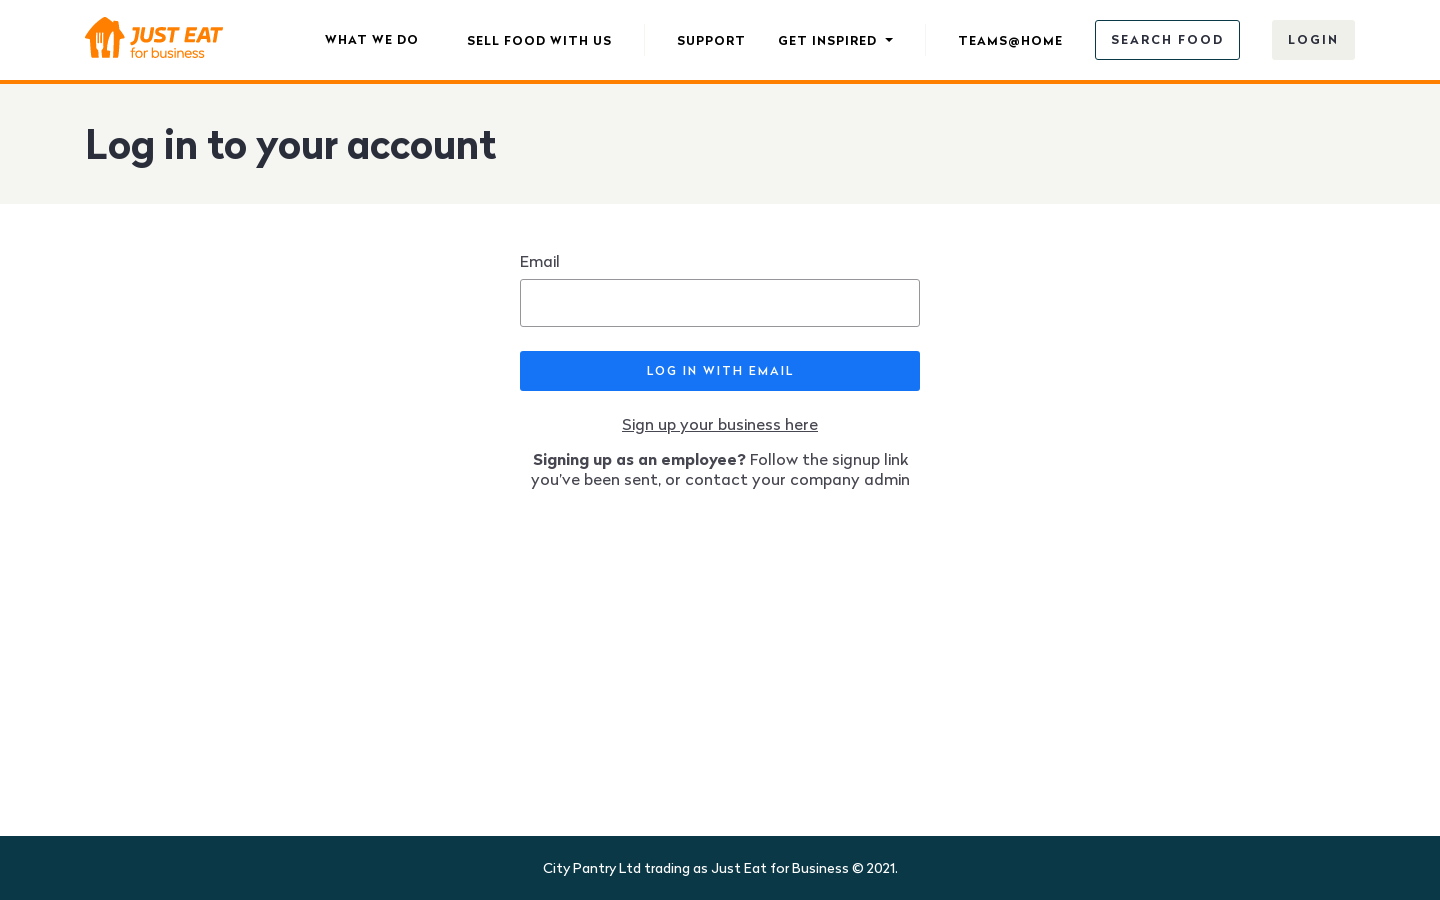 JUST EAT
for business
WHAT WE DO
SELL FOOD WITH US
SUPPORT
GET INSPIRED
TEAMS@HOME
SEARCH FOOD
LOGIN
Log in to your account
Email
LOG IN WITH EMAIL
Sign up your business here
Signing up as an employee? Follow the signup link
you've been sent, or contact your company admin
City Pantry Ltd trading as Just Eat for Business © 2021.